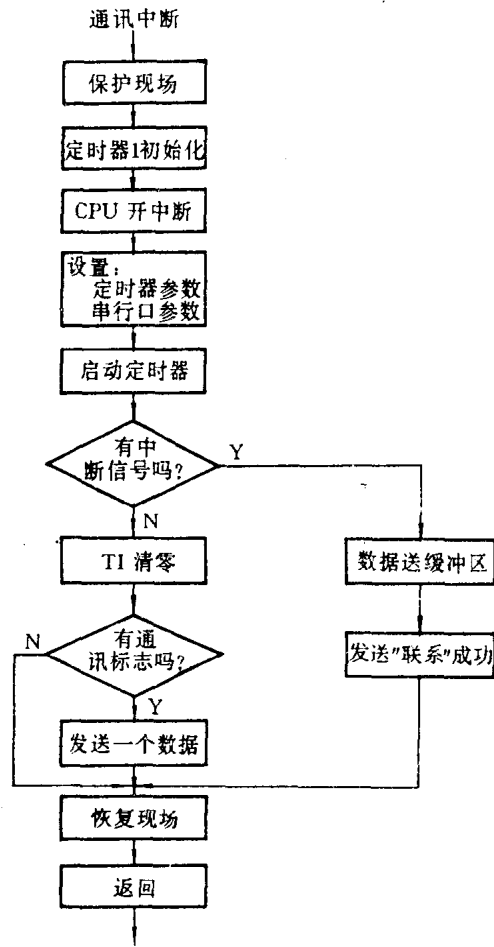 通讯中断
保护现场
定时器1初始化
CPU 开中断
设置：
定时器参数
串行口参数
启动定时器
有中
断信号吗？
Y
N
TI 清零
数据送缓冲区
有通
讯标志吗？
N
发送"联系"成功
Y
发送一个数据
恢复现场
返回